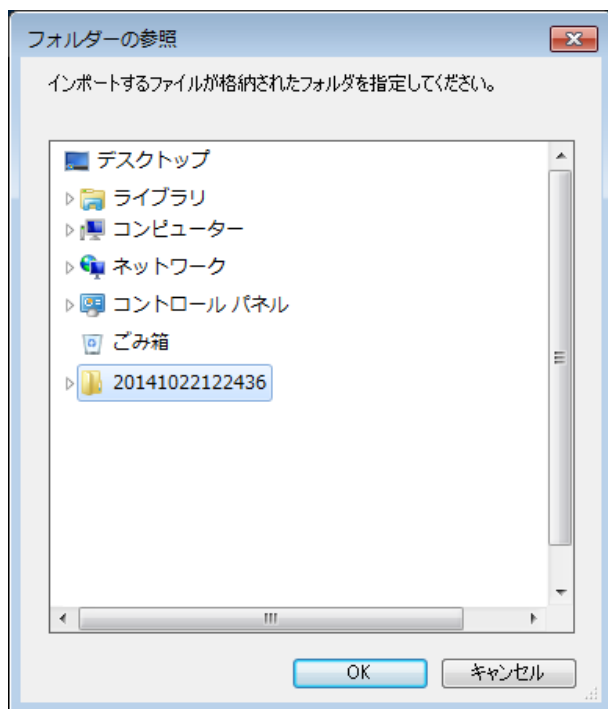 フォルダーの参照
インポートするファイルが格納されたフォルダを指定してください。
デスクトップ
ライブラリ
コンピューター
ネットワーク
コントロール パネル
ごみ箱
20141022122436
OK
キャンセル